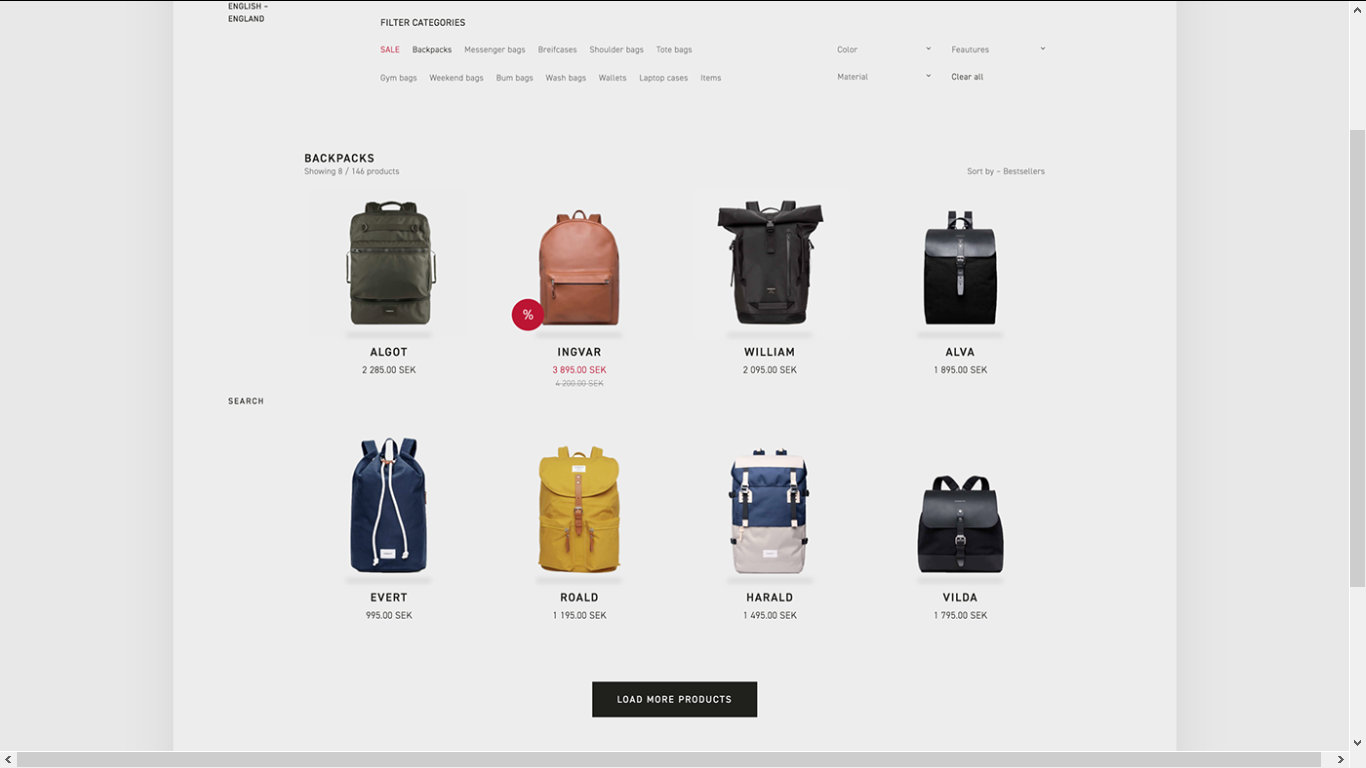 ENGLISH –
ENGLAND
FILTER CATEGORIES
SALE Backpacks Messenger bags Breifcases Shoulder bags Tote bags
Gym bags Weekend bags Bum bags Wash bags Wallets Laptop cases Items
Color
Feautures
Material
Clear all
BACKPACKS
Showing 8 / 146 products
Sort by – Bestsellers
%
ALGOT
2 285.00 SEK
INGVAR
3 895.00 SEK
4 200.00 SEK
WILLIAM
2 095.00 SEK
ALVA
1 895.00 SEK
SEARCH
EVERT
995.00 SEK
ROALD
1 195.00 SEK
HARALD
1 495.00 SEK
VILDA
1 795.00 SEK
LOAD MORE PRODUCTS